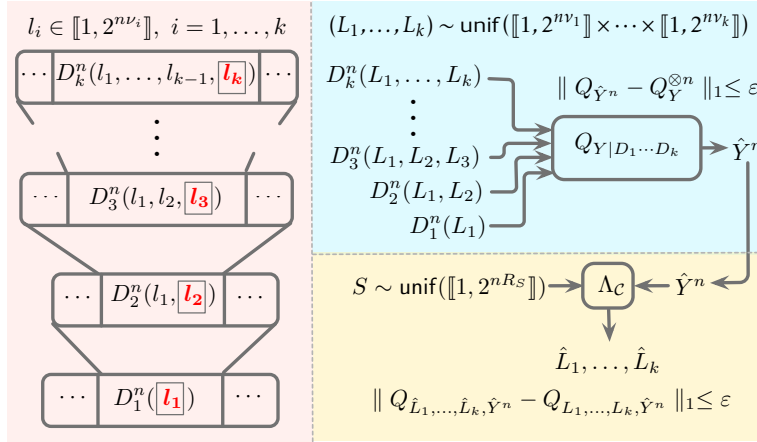 l_i ∈ ⟦1, 2^{nν_i}⟧, i = 1, …, k
⋯ D_k^n(l_1, …, l_{k−1}, l_k) ⋯
⋮
⋯ D_3^n(l_1, l_2, l_3) ⋯
⋯ D_2^n(l_1, l_2) ⋯
⋯ D_1^n(l_1) ⋯
(L_1, …, L_k) ∼ unif(⟦1, 2^{nν_1}⟧ × ⋯ × ⟦1, 2^{nν_k}⟧)
D_k^n(L_1, …, L_k)
⋮
D_3^n(L_1, L_2, L_3)
D_2^n(L_1, L_2)
D_1^n(L_1)
‖ Q_{Ŷ^n} − Q_Y^{⊗n} ‖_1 ≤ ε
Q_{Y|D_1⋯D_k}
Ŷ^n
S ∼ unif(⟦1, 2^{nR_S}⟧)
Λ_𝒞
Ŷ^n
L̂_1, …, L̂_k
‖ Q_{L̂_1,…,L̂_k,Ŷ^n} − Q_{L_1,…,L_k,Ŷ^n} ‖_1 ≤ ε